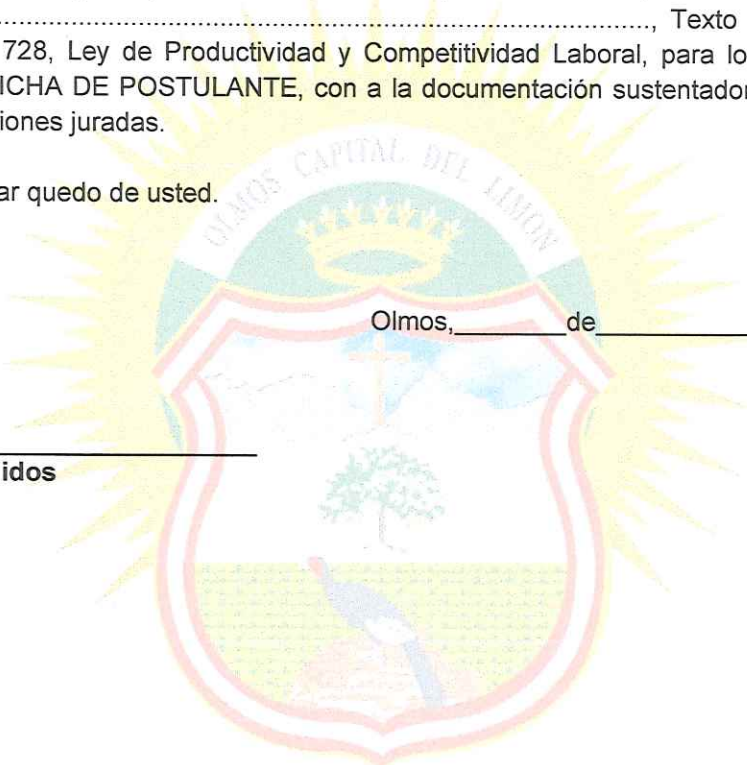 ..............................................................................................., Texto
728, Ley de Productividad y Competitividad Laboral, para lo
ICHA DE POSTULANTE, con a la documentación sustentador
iones juradas.
ar quedo de usted.
OLMOS CAPITAL DEL LIMON
Olmos,________de____________
idos